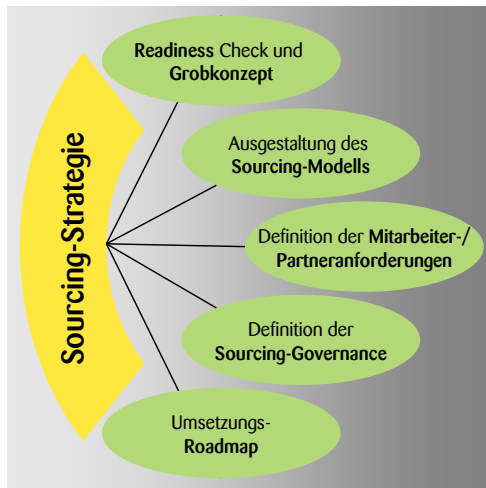 Sourcing-Strategie
Readiness Check und
Grobkonzept
Ausgestaltung des
Sourcing-Modells
Definition der Mitarbeiter-/
Partneranforderungen
Definition der
Sourcing-Governance
Umsetzungs-
Roadmap